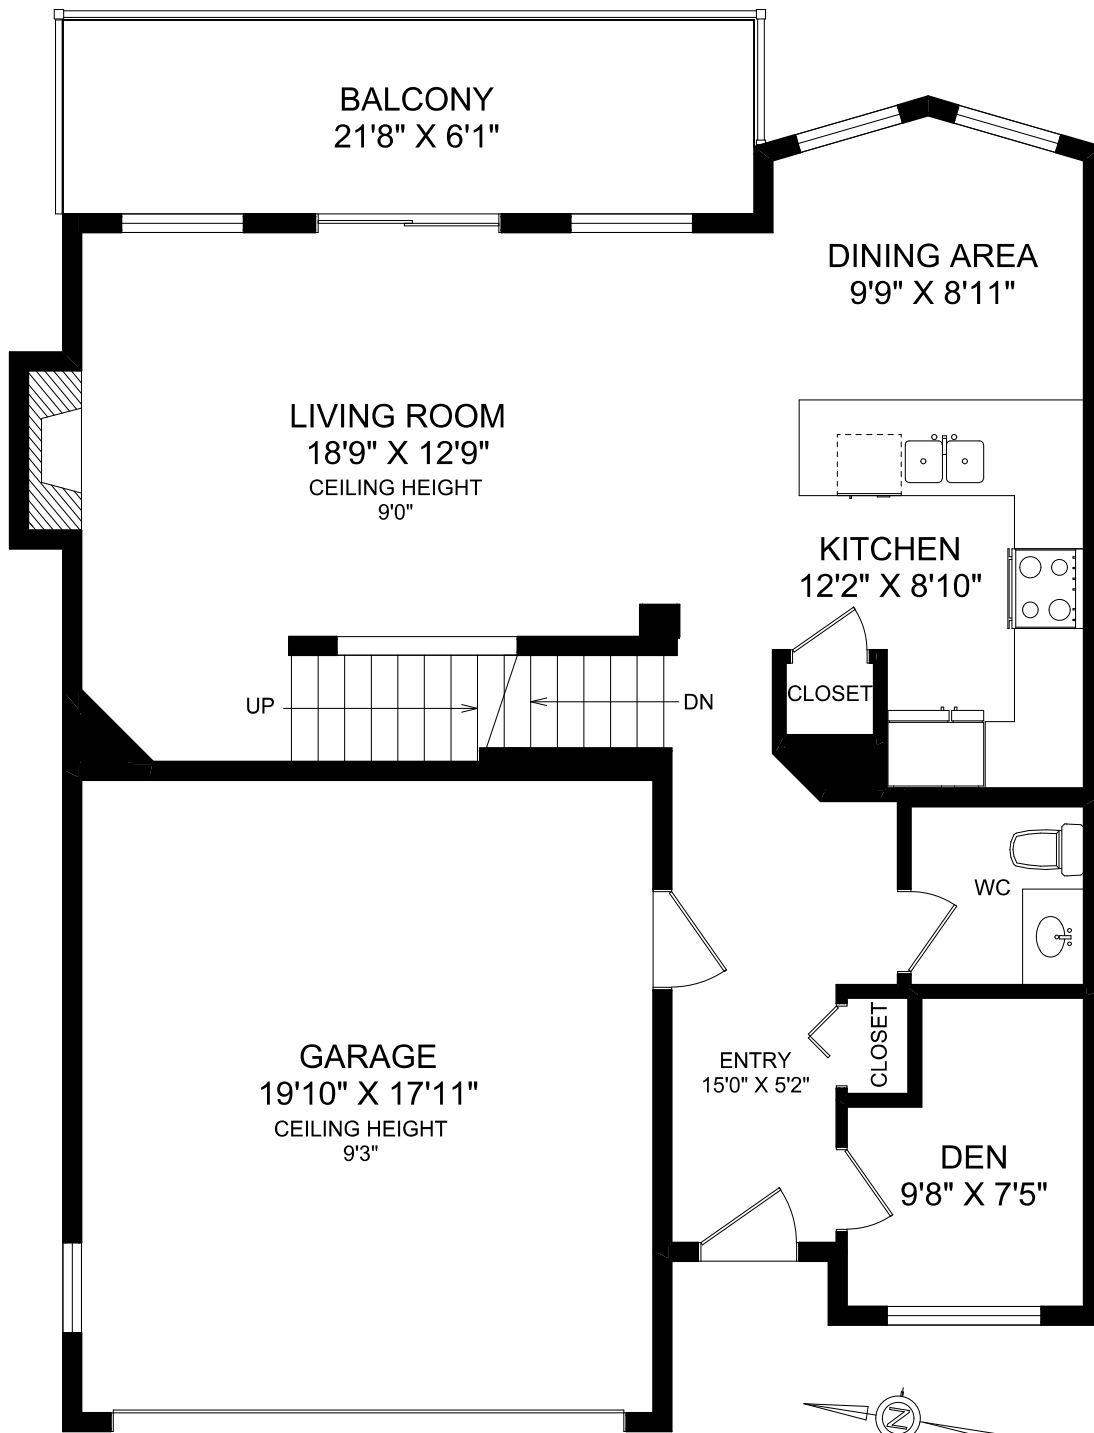 BALCONY
21'8" X 6'1"
DINING AREA
9'9" X 8'11"
LIVING ROOM
18'9" X 12'9"
CEILING HEIGHT
9'0"
KITCHEN
12'2" X 8'10"
CLOSET
UP
DN
WC
GARAGE
19'10" X 17'11"
CEILING HEIGHT
9'3"
ENTRY
15'0" X 5'2"
CLOSET
DEN
9'8" X 7'5"
N